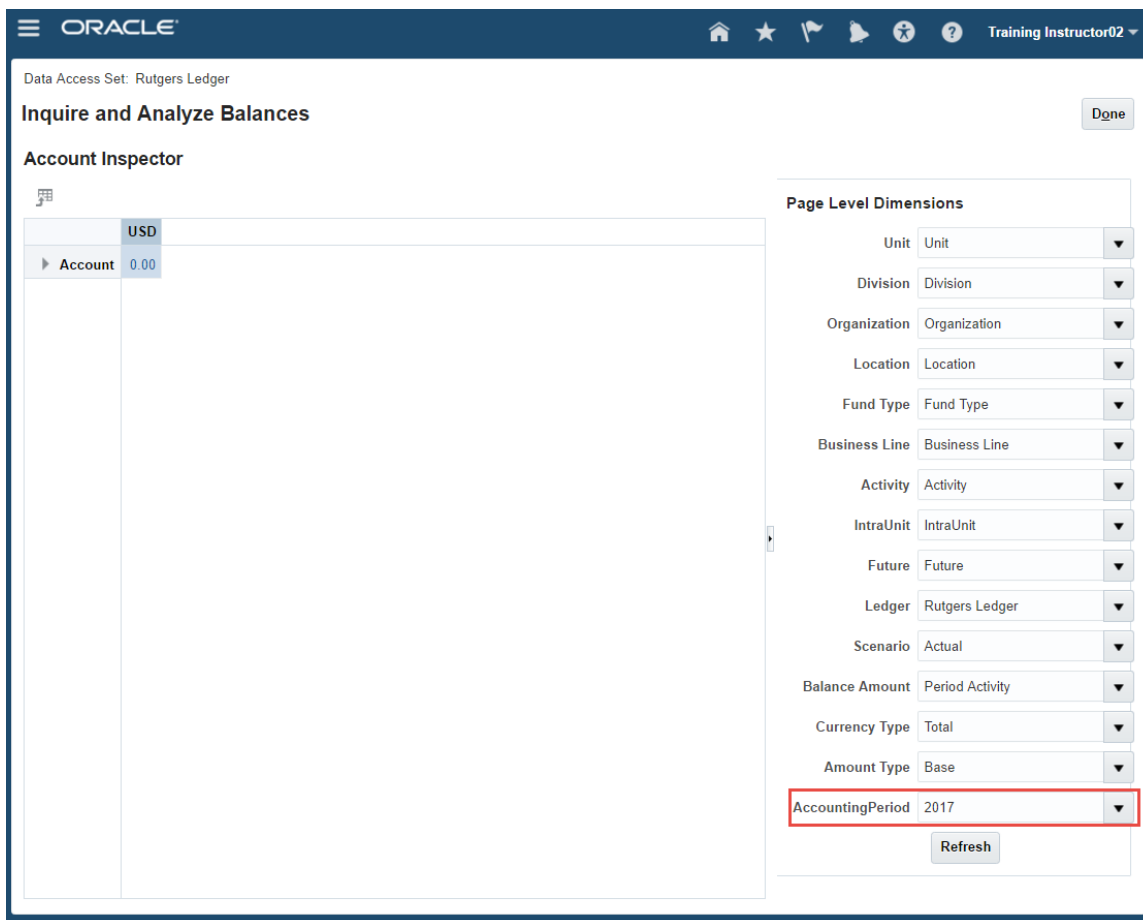 ORACLE
Training Instructor02
Data Access Set: Rutgers Ledger
Inquire and Analyze Balances
Done
Account Inspector
USD
Account 0.00
Page Level Dimensions
Unit Unit
Division Division
Organization Organization
Location Location
Fund Type Fund Type
Business Line Business Line
Activity Activity
IntraUnit IntraUnit
Future Future
Ledger Rutgers Ledger
Scenario Actual
Balance Amount Period Activity
Currency Type Total
Amount Type Base
AccountingPeriod 2017
Refresh